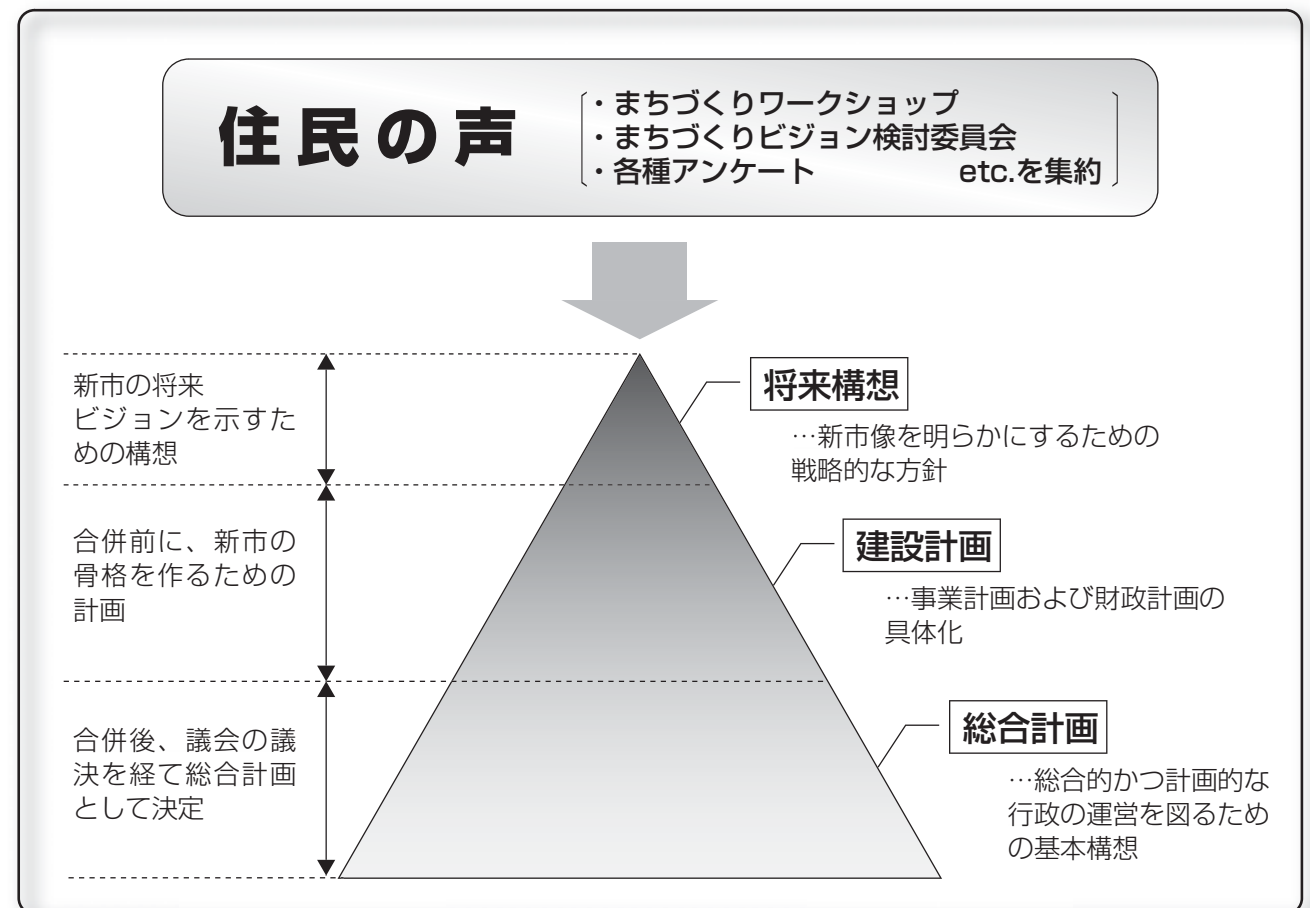 住民の声
・まちづくりワークショップ
・まちづくりビジョン検討委員会
・各種アンケート etc.を集約
新市の将来
ビジョンを示すた
めの構想
将来構想
…新市像を明らかにするための
戦略的な方針
合併前に、新市の
骨格を作るための
計画
建設計画
…事業計画および財政計画の
具体化
合併後、議会の議
決を経て総合計画
として決定
総合計画
…総合的かつ計画的な
行政の運営を図るため
の基本構想